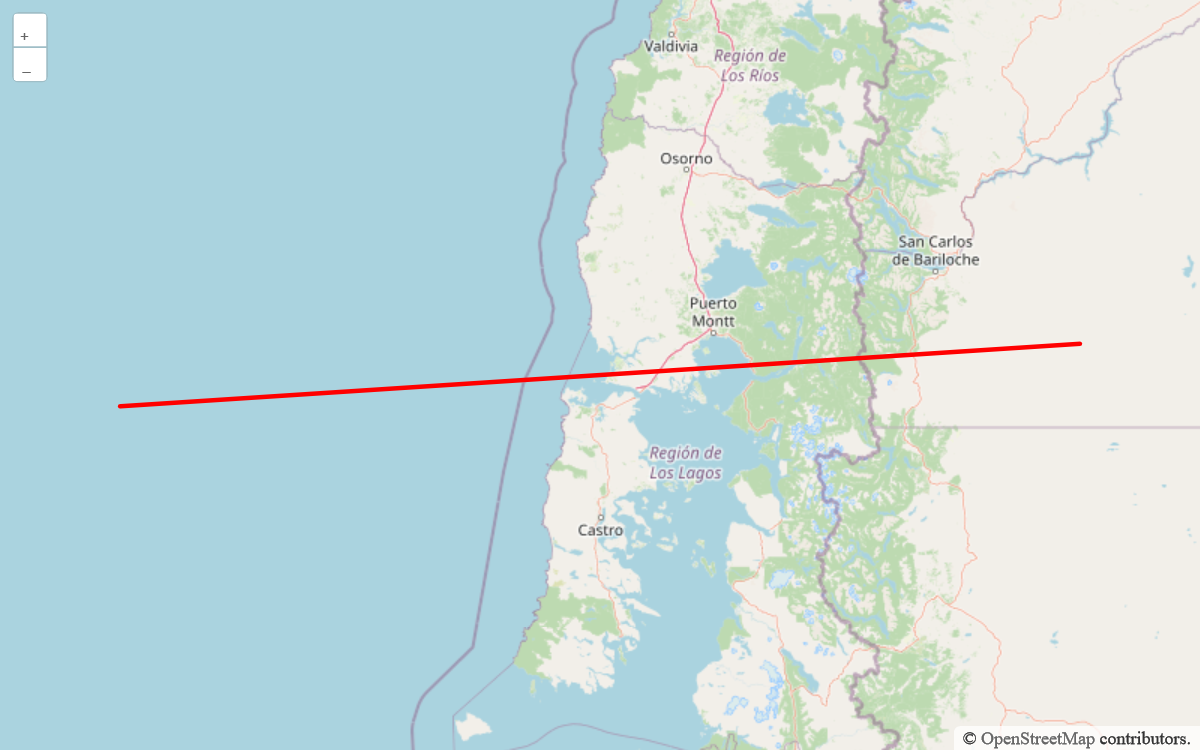 +
–
Valdivia
Región de
Los Ríos
Osorno
San Carlos
de Bariloche
Puerto
Montt
Región de
Los Lagos
Castro
© OpenStreetMap contributors.